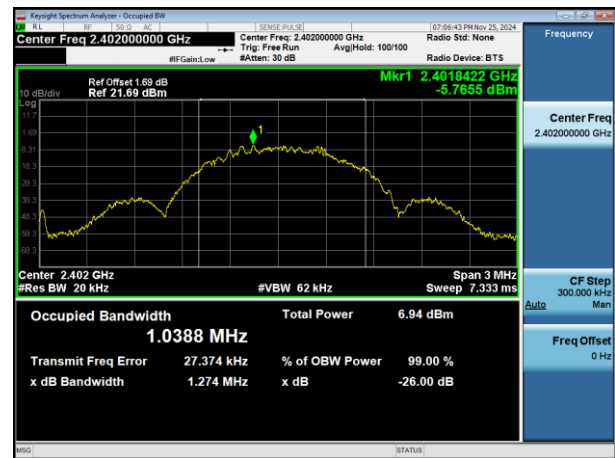 Keysight Spectrum Analyzer - Occupied BW
RL RF 50 Ω AC SENSE:PULSE 07:06:43 PM Nov 25, 2024
Center Freq 2.402000000 GHz Center Freq: 2.402000000 GHz Radio Std: None Frequency
Trig: Free Run Avg|Hold: 100/100
#IFGain:Low #Atten: 30 dB Radio Device: BTS
Ref Offset 1.69 dB Mkr1 2.4018422 GHz
10 dB/div Ref 21.69 dBm -5.7655 dBm
Log
11.7
1.69
-8.31
-18.3
-28.3
-38.3
-48.3
-58.3
-68.3
1
Center Freq
2.402000000 GHz
Center 2.402 GHz Span 3 MHz
#Res BW 20 kHz #VBW 62 kHz Sweep 7.333 ms
CF Step
300.000 kHz
Auto Man
Occupied Bandwidth Total Power 6.94 dBm
1.0388 MHz
Freq Offset
0 Hz
Transmit Freq Error 27.374 kHz % of OBW Power 99.00 %
x dB Bandwidth 1.274 MHz x dB -26.00 dB
MSG STATUS